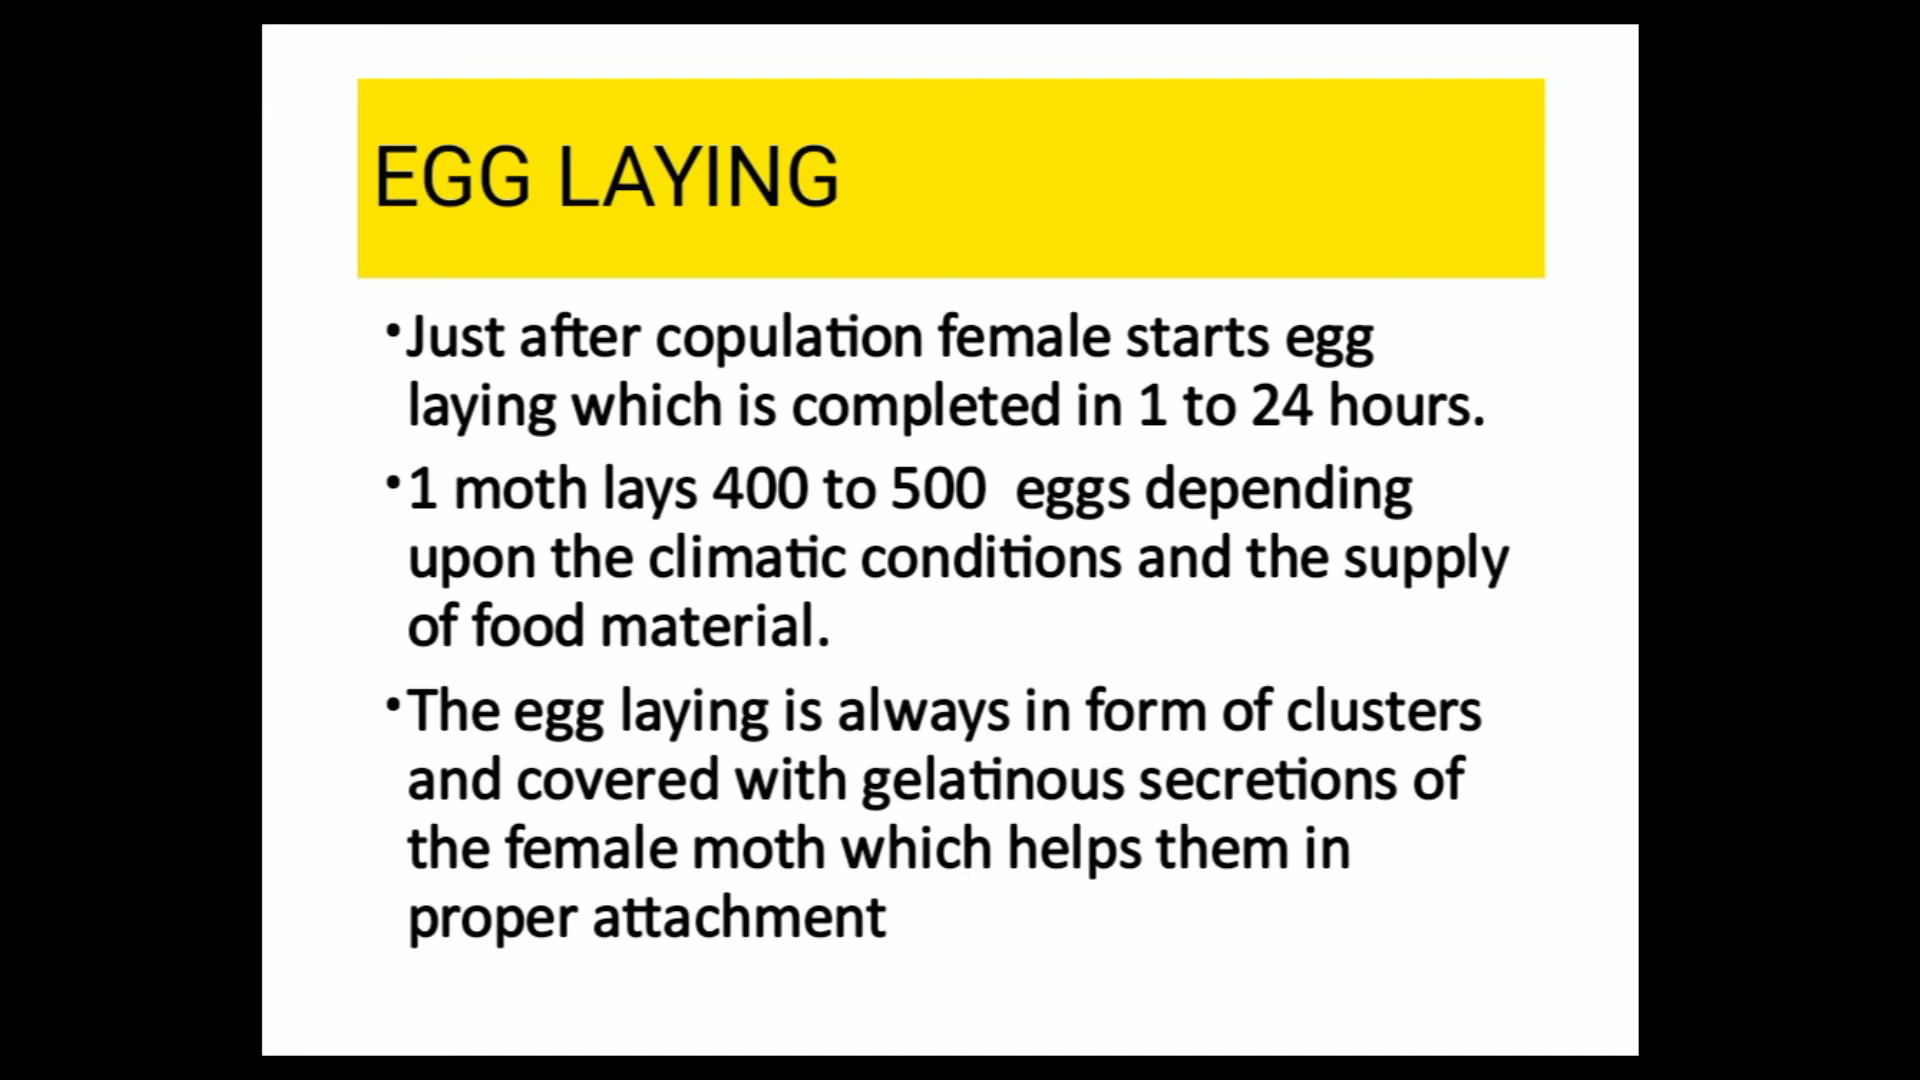 EGG LAYING
•Just after copulation female starts egg
laying which is completed in 1 to 24 hours.
•1 moth lays 400 to 500  eggs depending
upon the climatic conditions and the supply
of food material.
•The egg laying is always in form of clusters
and covered with gelatinous secretions of
the female moth which helps them in
proper attachment